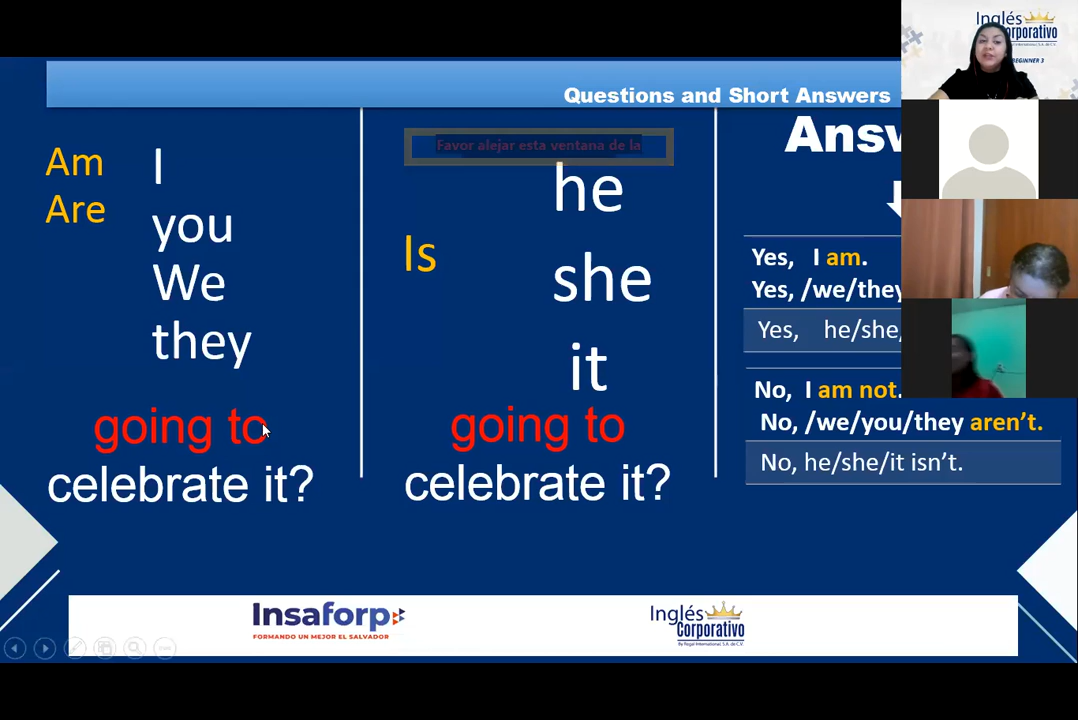 Questions and Short Answers
Am
Are
I
you
We
they
going to
celebrate it?
Favor alejar esta ventana de la
Is
he
she
it
going to
celebrate it?
Answ
Yes, I am.
Yes, /we/they
Yes, he/she/
No, I am not.
No, /we/you/they aren't.
No, he/she/it isn't.
Insaforp
FORMANDO UN MEJOR EL SALVADOR
Inglés
Corporativo
By Regal International, S.A. de C.V.
Inglés
Corporativo
BEGINNER 3